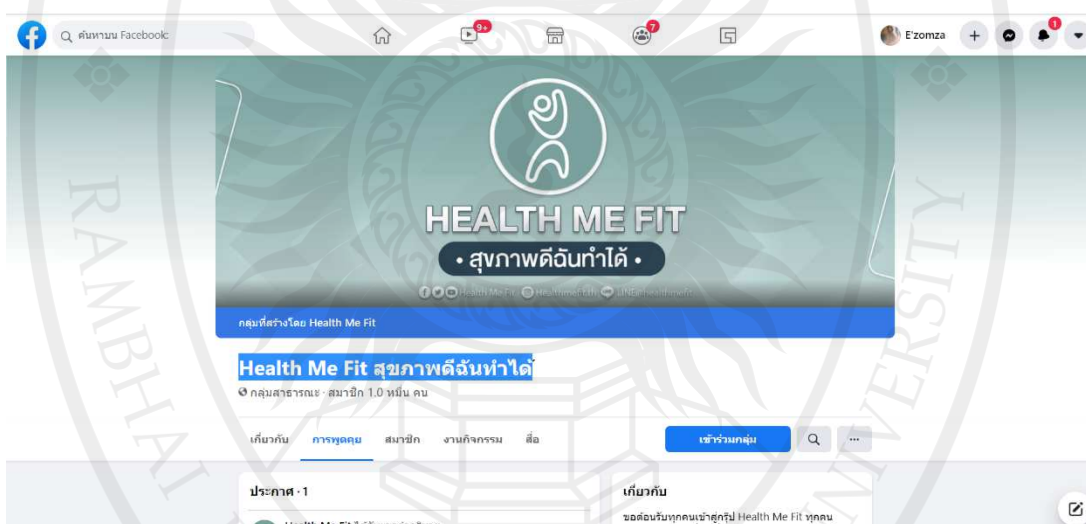 ค้นหาบน Facebook
9+
7
E'zomza
1
HEALTH ME FIT
• สุขภาพดีฉันทำได้ •
Health Me Fit
กลุ่มที่สร้างโดย Health Me Fit
Health Me Fit สุขภาพดีฉันทำได้
กลุ่มสาธารณะ · สมาชิก 1.0 หมื่น คน
เกี่ยวกับ การพูดคุย สมาชิก งานกิจกรรม สื่อ เข้าร่วมกลุ่ม
ประกาศ · 1
เกี่ยวกับ
ขอต้อนรับทุกคนเข้าสู่กรุ๊ป Health Me Fit ทุกคน
Health Me Fit
RAMBHAI
UNIVERSITY